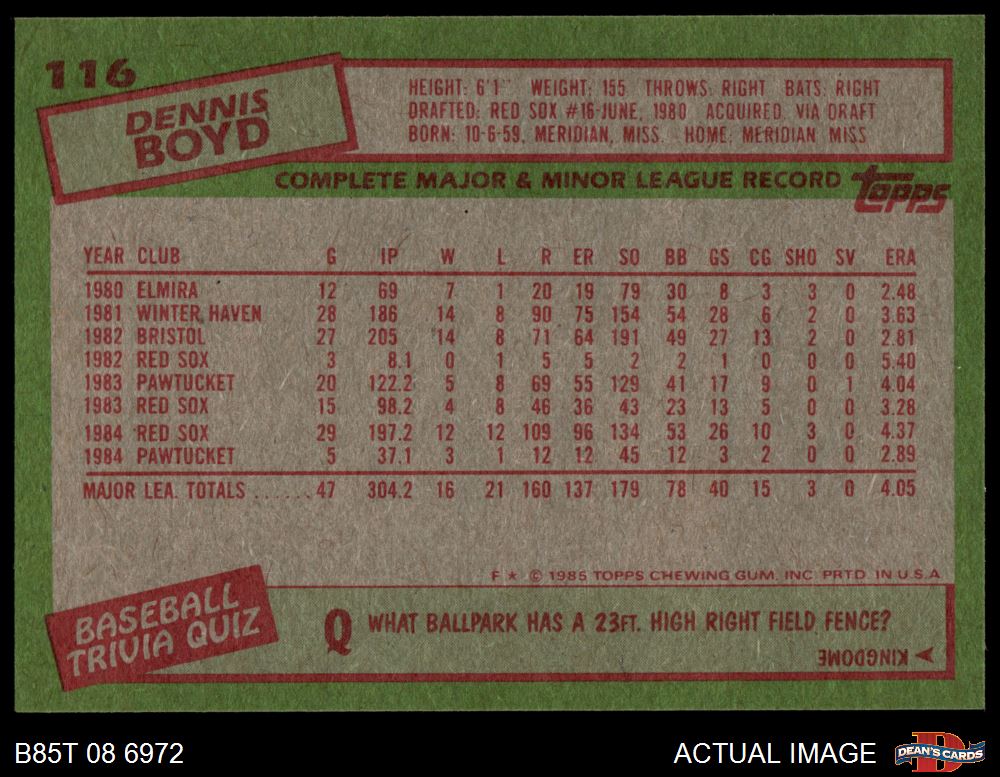 116
DENNIS
BOYD
HEIGHT: 6'1" WEIGHT: 155 THROWS: RIGHT BATS: RIGHT
DRAFTED: RED SOX #16-JUNE, 1980 ACQUIRED: VIA DRAFT
BORN: 10-6-59, MERIDIAN, MISS. HOME: MERIDIAN MISS
COMPLETE MAJOR & MINOR LEAGUE RECORD
topps
YEAR CLUB G IP W L R ER SO BB GS CG SHO SV ERA
1980 ELMIRA 12 69 7 1 20 19 79 30 8 3 3 0 2.48
1981 WINTER HAVEN 28 186 14 8 90 75 154 54 28 6 2 0 3.63
1982 BRISTOL 27 205 14 8 71 64 191 49 27 13 2 0 2.81
1982 RED SOX 3 8.1 0 1 5 5 2 2 1 0 0 0 5.40
1983 PAWTUCKET 20 122.2 5 8 69 55 129 41 17 9 0 1 4.04
1983 RED SOX 15 98.2 4 8 46 36 43 23 13 5 0 0 3.28
1984 RED SOX 29 197.2 12 12 109 96 134 53 26 10 3 0 4.37
1984 PAWTUCKET 5 37.1 3 1 12 12 45 12 3 2 0 0 2.89
MAJOR LEA. TOTALS ......47 304.2 16 21 160 137 179 78 40 15 3 0 4.05
F ★ © 1985 TOPPS CHEWING GUM, INC. PRTD. IN U.S.A
BASEBALL
TRIVIA QUIZ
Q WHAT BALLPARK HAS A 23FT. HIGH RIGHT FIELD FENCE?
KINGDOME
B85T 08 6972
ACTUAL IMAGE
D
DEAN'S CARDS